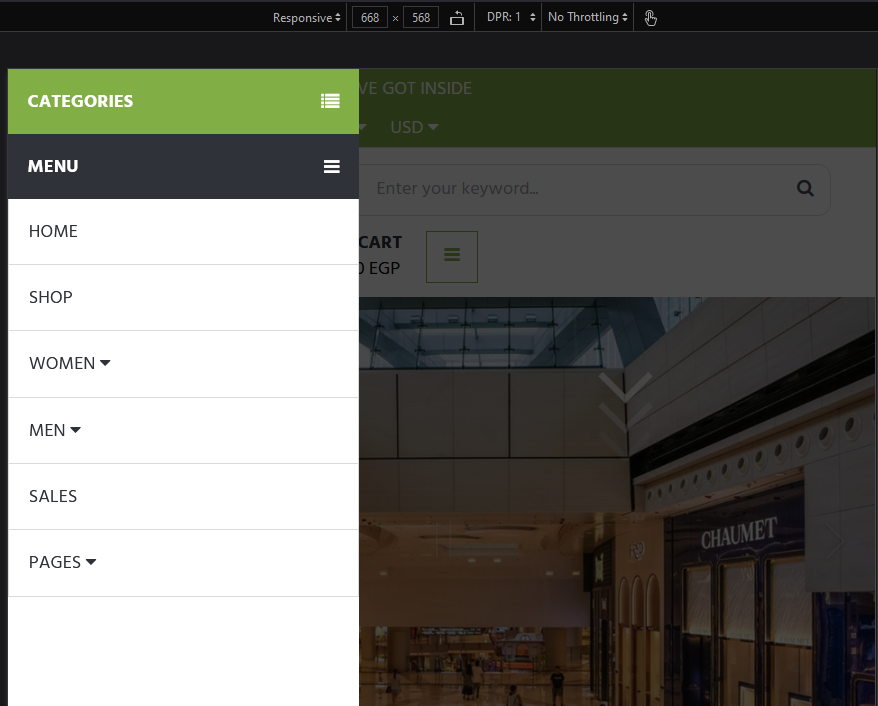 Responsive 668 × 568 DPR: 1 No Throttling
VE GOT INSIDE
USD
CATEGORIES
MENU
Enter your keyword...
HOME
CART
0 EGP
SHOP
WOMEN
MEN
SALES
CHAUMET
PAGES